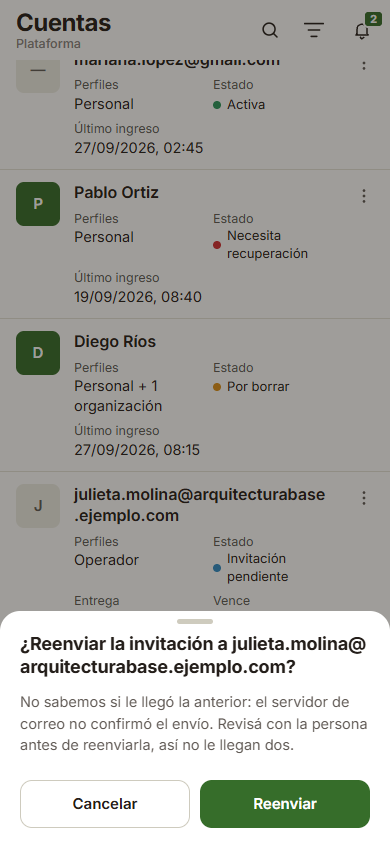 Cuentas
Plataforma
2
mariana.lopez@gmail.com
Perfiles
Estado
Personal
Activa
Último ingreso
27/09/2026, 02:45
P
Pablo Ortiz
Perfiles
Estado
Personal
Necesita
recuperación
Último ingreso
19/09/2026, 08:40
D
Diego Ríos
Perfiles
Estado
Personal + 1
organización
Por borrar
Último ingreso
27/09/2026, 08:15
J
julieta.molina@arquitecturabase
.ejemplo.com
Perfiles
Estado
Operador
Invitación
pendiente
Entrega
Vence
¿Reenviar la invitación a julieta.molina@
arquitecturabase.ejemplo.com?
No sabemos si le llegó la anterior: el servidor de
correo no confirmó el envío. Revisá con la persona
antes de reenviarla, así no le llegan dos.
Cancelar
Reenviar